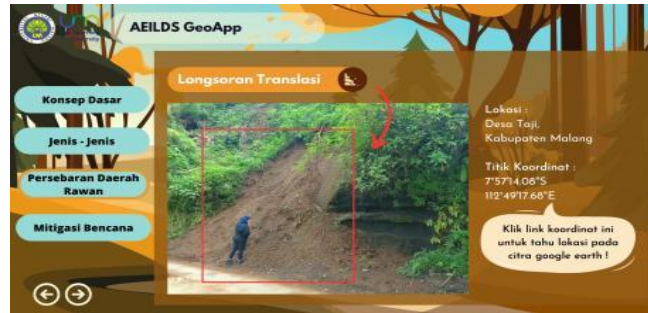 AEILDS GeoApp
Longsoran Translasi
Konsep Dasar
Jenis - Jenis
Persebaran Daerah
Rawan
Mitigasi Bencana
Lokasi :
Desa Taji,
Kabupaten Malang
Titik Koordinat :
7°57'14.08"S
112°49'17.68"E
Klik link koordinat ini
untuk tahu lokasi pada
citra google earth !